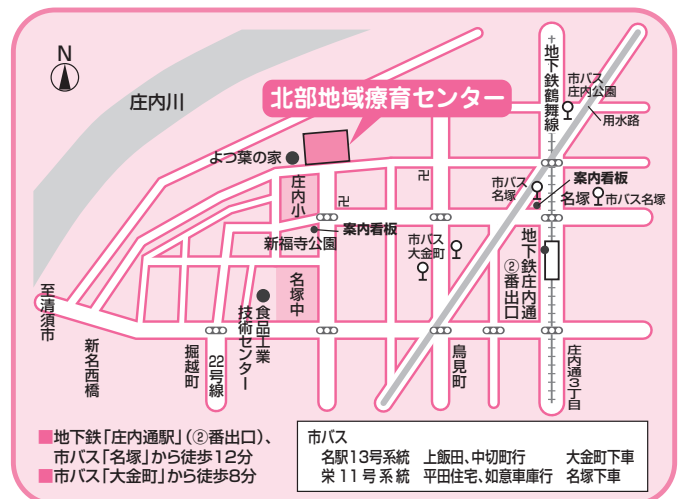 N
庄内川
北部地域療育センター
地下鉄鶴舞線
市バス
庄内公園
用水路
よつ葉の家
庄内小
卍
卍
市バス
名塚
案内看板
名塚
市バス名塚
新福寺公園
案内看板
市バス
大金町
地下鉄庄内通
②番出口
名塚中
食品工業
技術センター
至清須市
新名西橋
堀越町
22号線
鳥見町
庄内通3丁目
■地下鉄「庄内通駅」(②番出口)、
市バス「名塚」から徒歩12分
■市バス「大金町」から徒歩8分
市バス
名駅13号系統 上飯田、中切町行 大金町下車
栄11号系統 平田住宅、如意車庫行 名塚下車